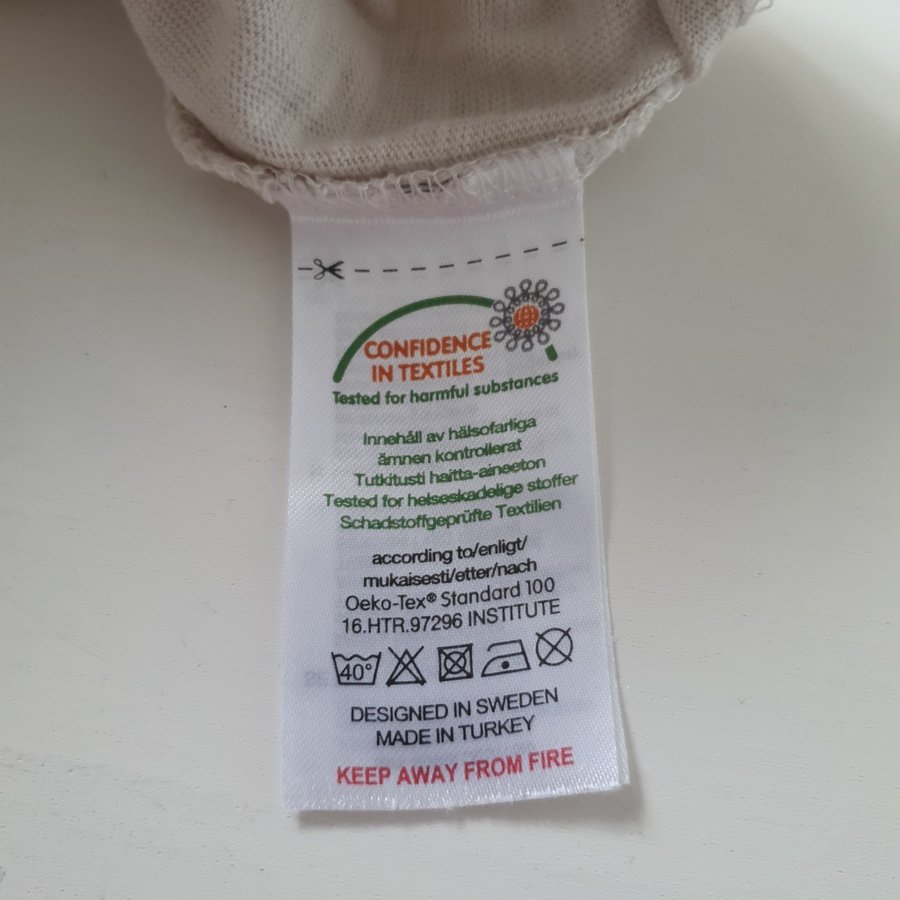 CONFIDENCE
IN TEXTILES
Tested for harmful substances
Innehåll av hälsofarliga
ämnen kontrollerat
Tutkitusti haitta-aineeton
Tested for helseskadelige stoffer
Schadstoffgeprüfte Textilien
according to/enligt/
mukaisesti/etter/nach
Oeko-Tex® Standard 100
16.HTR.97296 INSTITUTE
40°
DESIGNED IN SWEDEN
MADE IN TURKEY
KEEP AWAY FROM FIRE